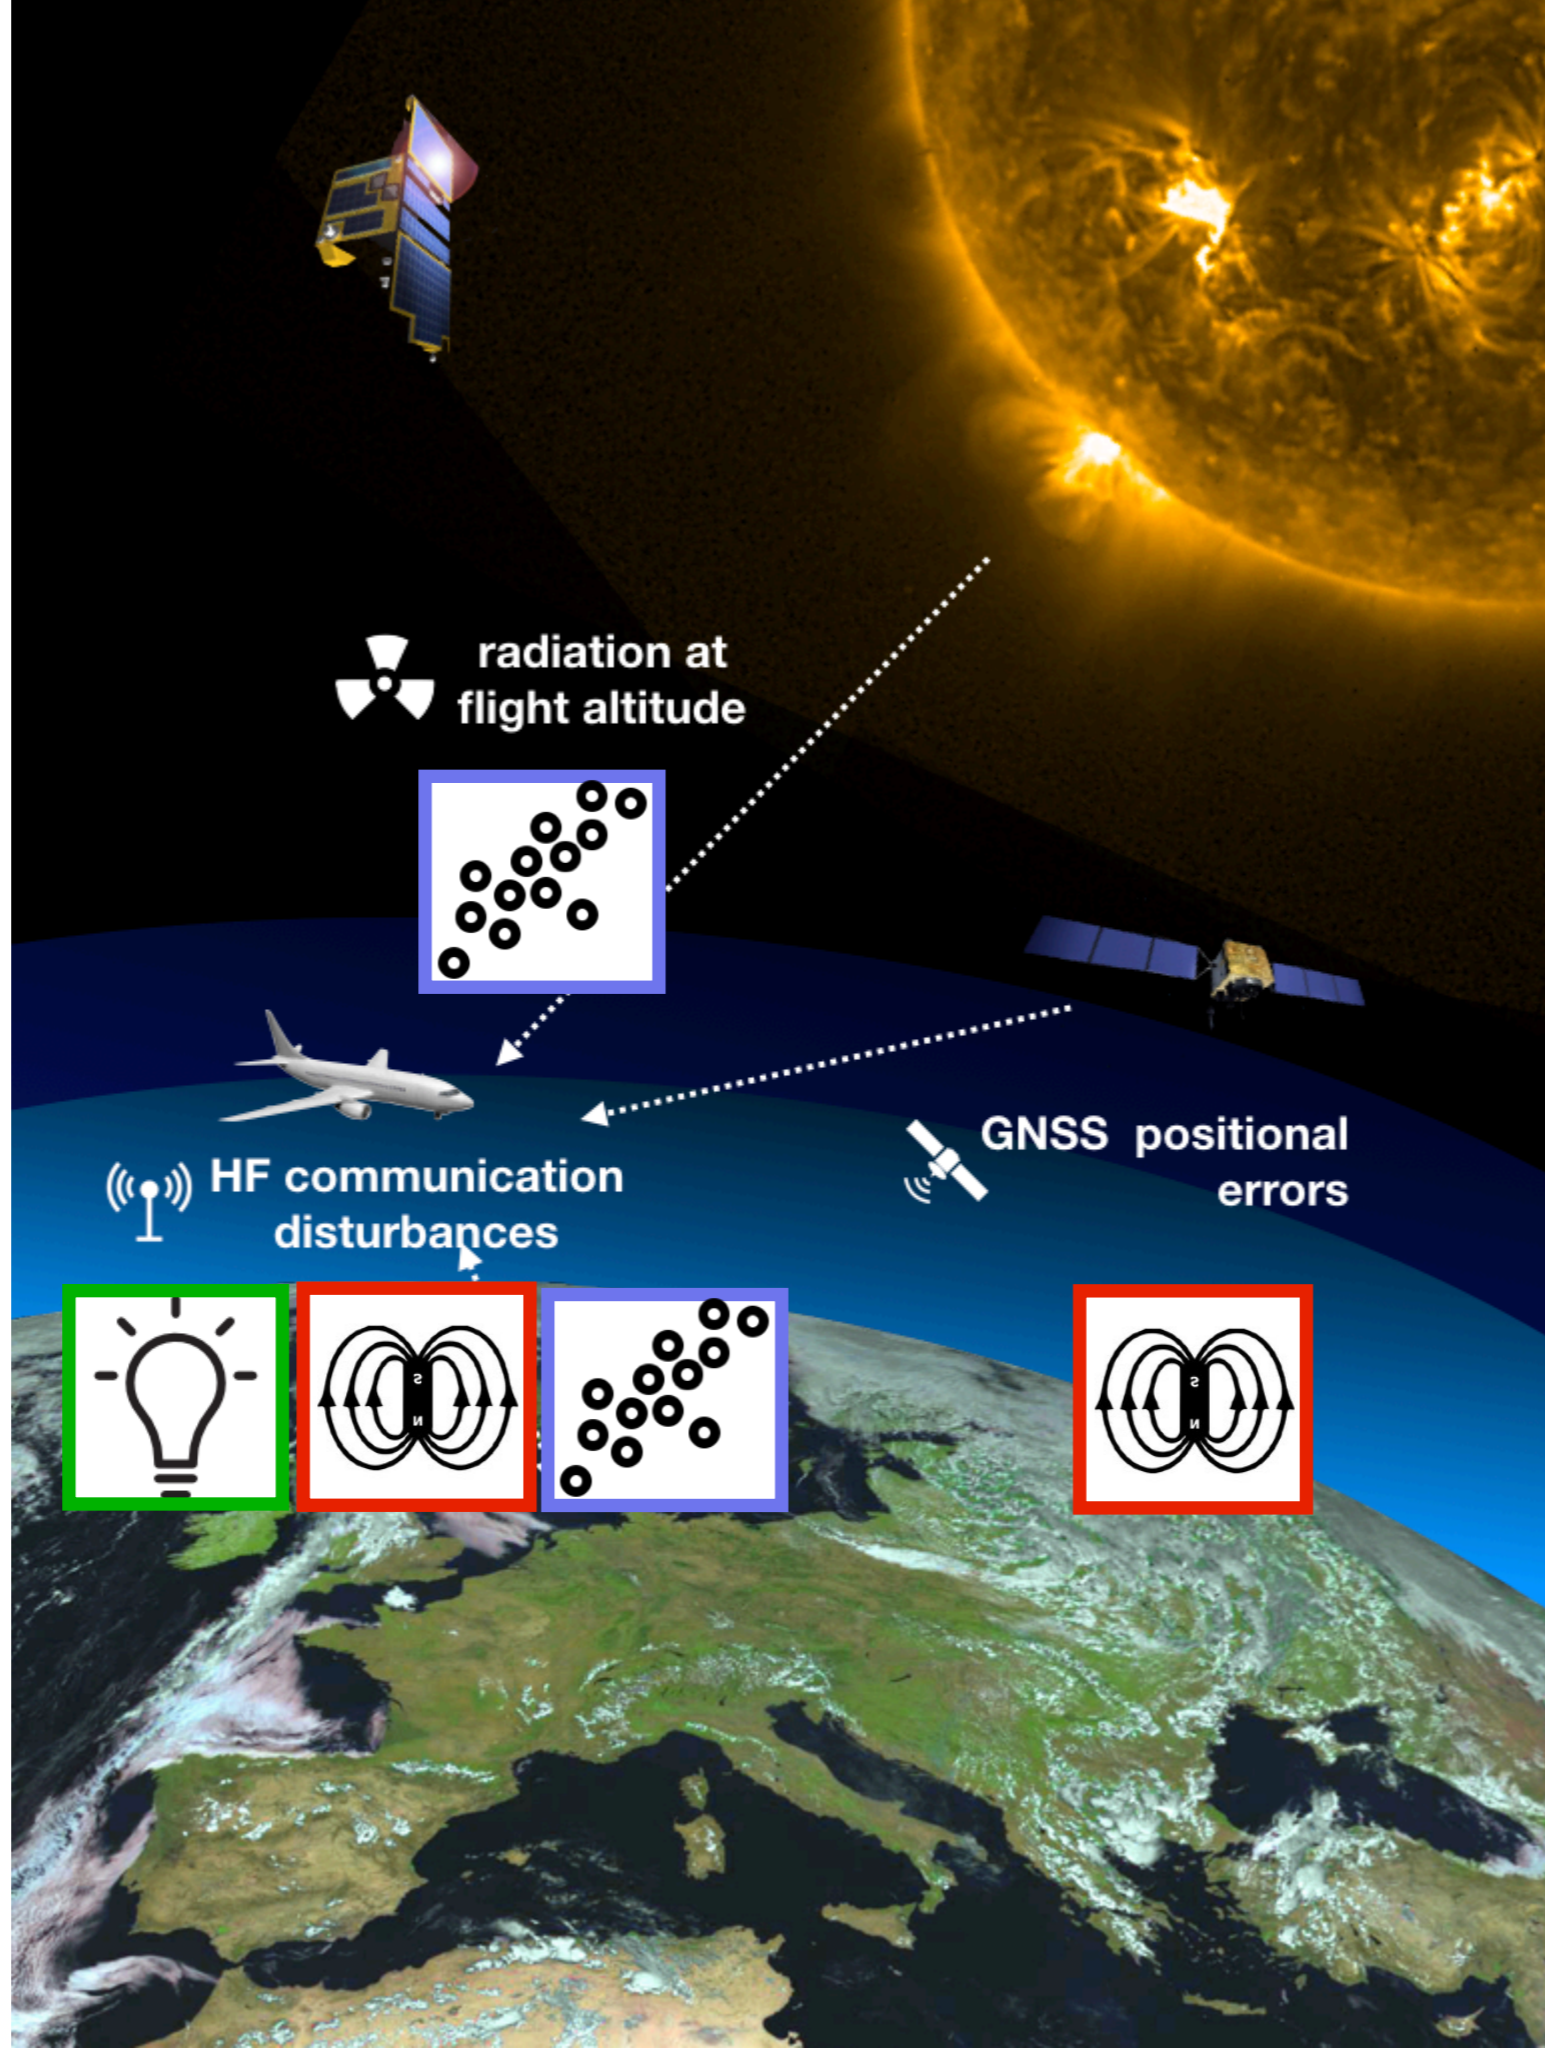 radiation at
flight altitude
GNSS positional
errors
HF communication
disturbances
S
N
S
N